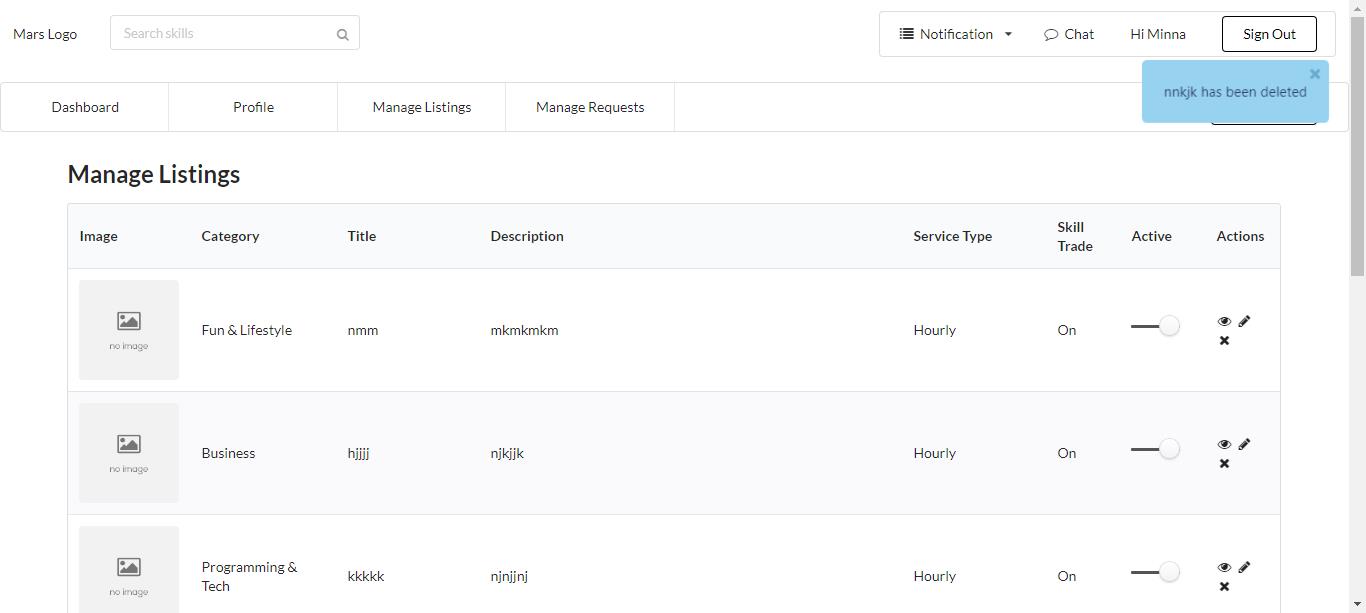 Mars Logo
Search skills
Notification
Chat
Hi Minna
Sign Out
nnkjk has been deleted
Dashboard
Profile
Manage Listings
Manage Requests
Manage Listings
Image
Category
Title
Description
Service Type
Skill
Trade
Active
Actions
no image
Fun & Lifestyle
nmm
mkmkmkm
Hourly
On
no image
Business
hjjjj
njkjjk
Hourly
On
no image
Programming &
Tech
kkkkk
njnjjnj
Hourly
On